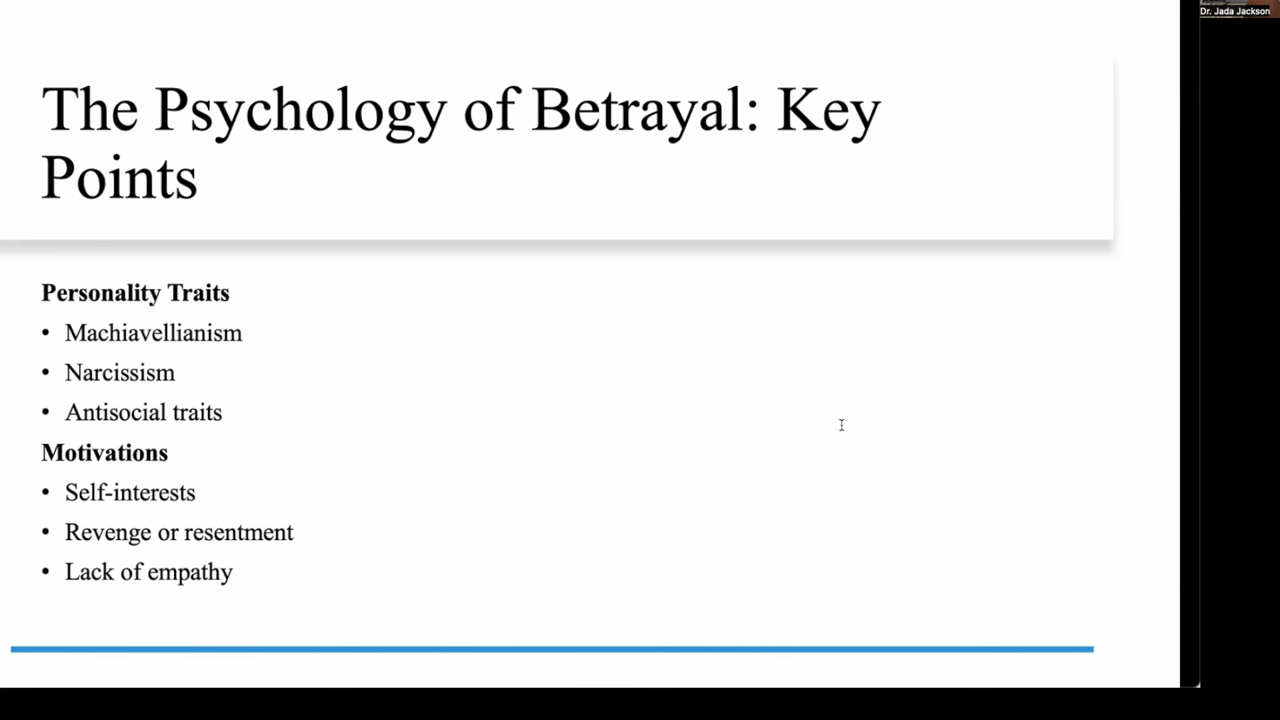 Dr. Jada Jackson
The Psychology of Betrayal: Key
Points
Personality Traits
• Machiavellianism
• Narcissism
• Antisocial traits
Motivations
• Self-interests
• Revenge or resentment
• Lack of empathy